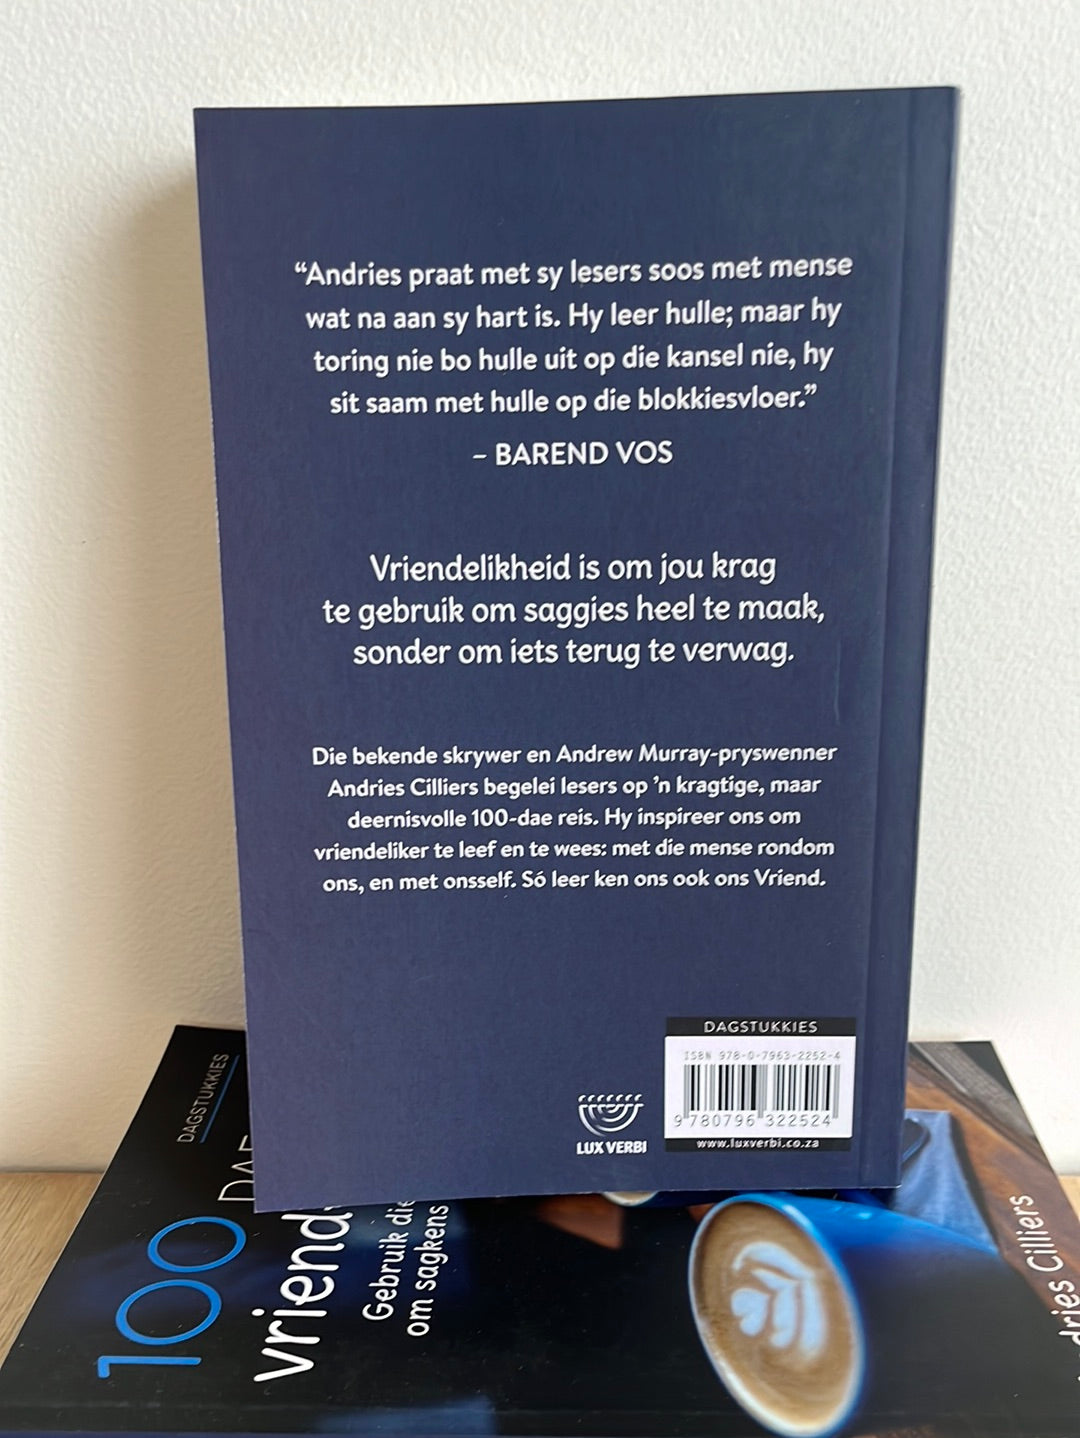 “Andries praat met sy lesers soos met mense
wat na aan sy hart is. Hy leer hulle; maar hy
toring nie bo hulle uit op die kansel nie, hy
sit saam met hulle op die blokkiesvloer.”
– BAREND VOS
Vriendelikheid is om jou krag
te gebruik om saggies heel te maak,
sonder om iets terug te verwag.
Die bekende skrywer en Andrew Murray-pryswenner
Andries Cilliers begelei lesers op ’n kragtige, maar
deernisvolle 100-dae reis. Hy inspireer ons om
vriendeliker te leef en te wees: met die mense rondom
ons, en met onsself. Só leer ken ons ook ons Vriend.
DAGSTUKKIES
ISBN 978-0-7963-2252-4
9 780796 322524
www.luxverbi.co.za
LUX VERBI
DAGSTUKKIES
100
vriend
Gebruik die
om sagkens
Cilliers